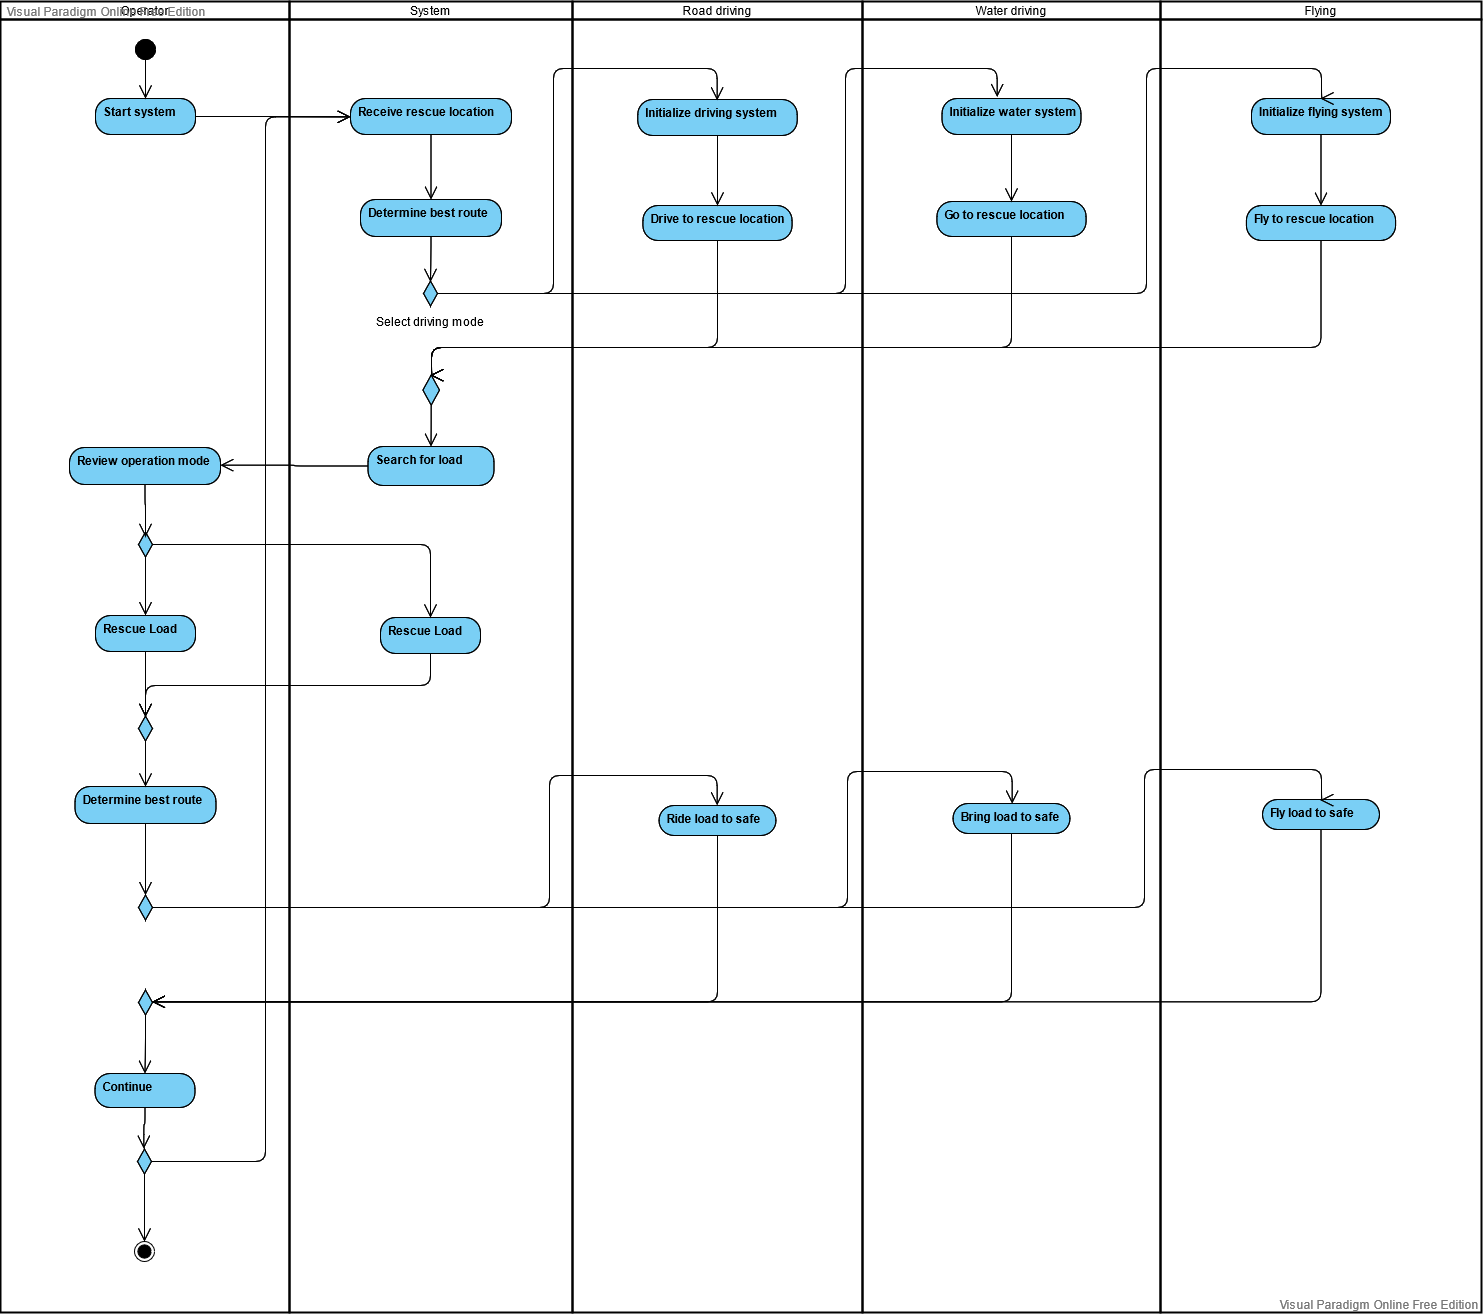 Visual Paradigm Online Free Edition
Operator
System
Road driving
Water driving
Flying
Start system
Receive rescue location
Initialize driving system
Initialize water system
Initialize flying system
Determine best route
Drive to rescue location
Go to rescue location
Fly to rescue location
Select driving mode
Review operation mode
Search for load
Rescue Load
Rescue Load
Determine best route
Ride load to safe
Bring load to safe
Fly load to safe
Continue
Visual Paradigm Online Free Edition